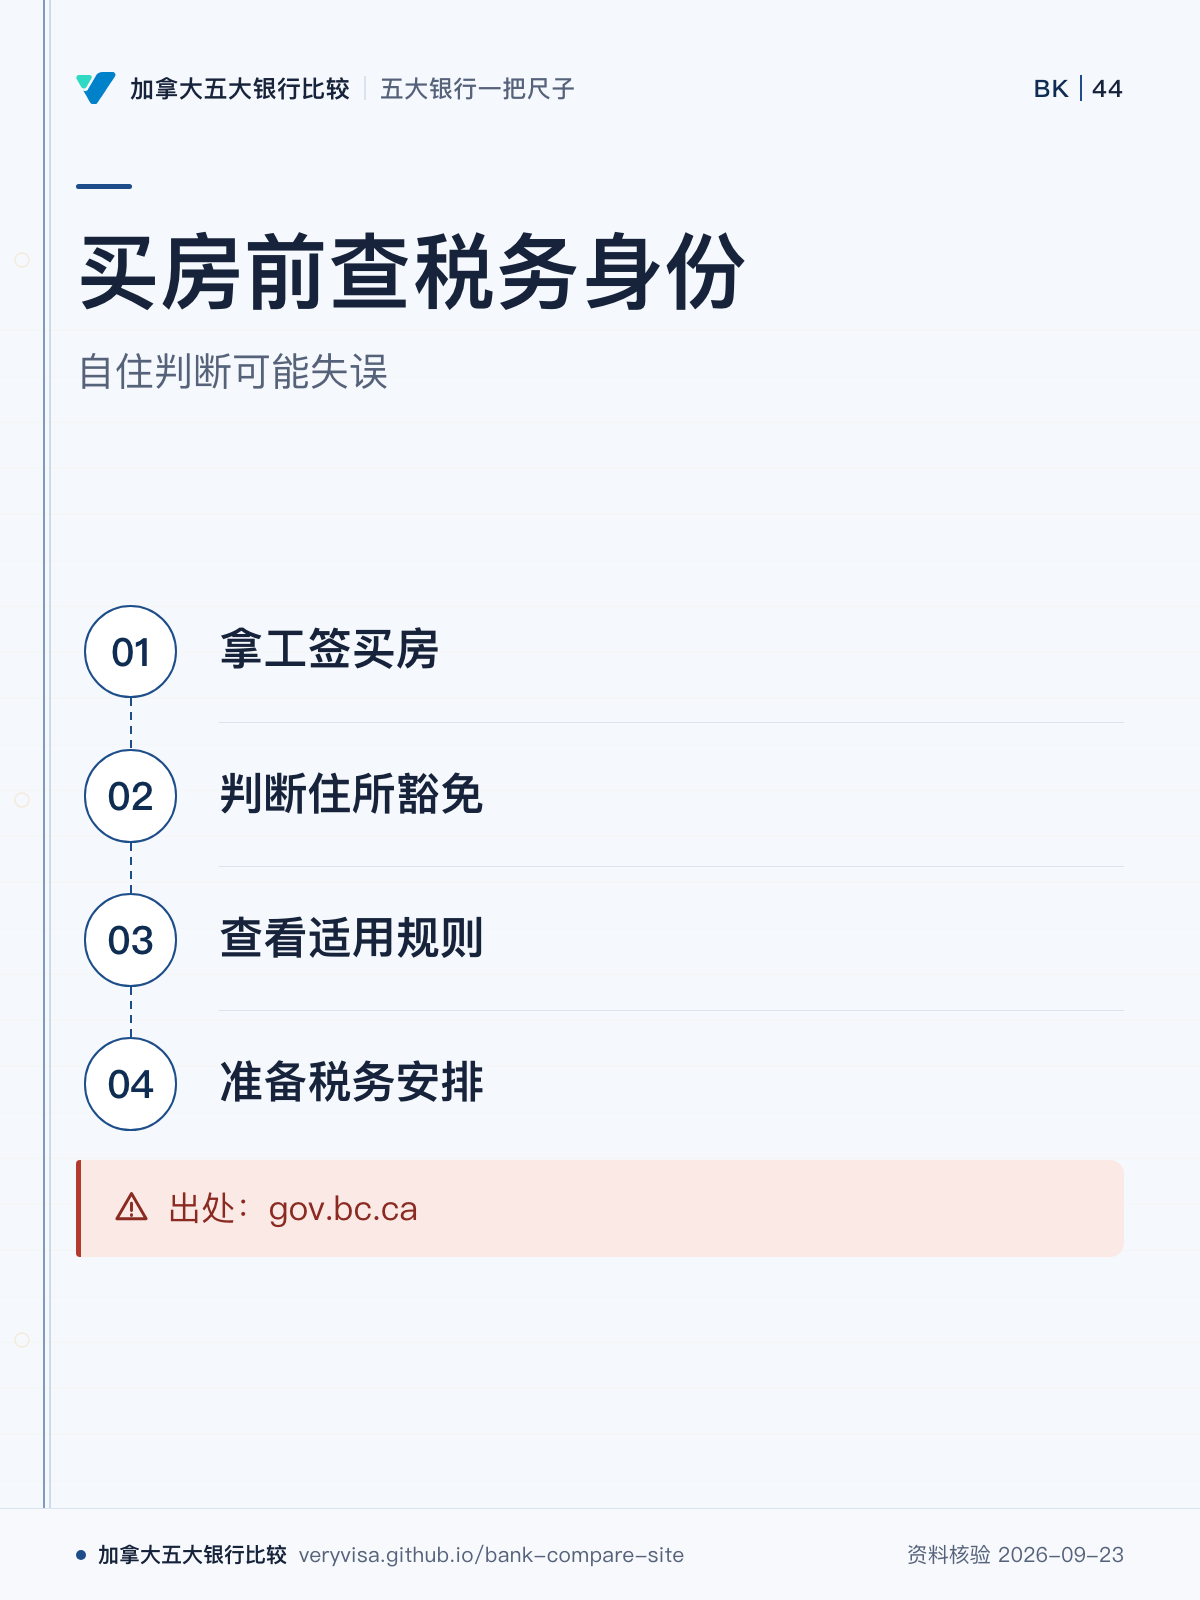 加拿大五大银行比较 五大银行一把尺子 BK 44
买房前查税务身份
自住判断可能失误
01 拿工签买房
02 判断住所豁免
03 查看适用规则
04 准备税务安排
出处：gov.bc.ca
加拿大五大银行比较 veryvisa.github.io/bank-compare-site 资料核验 2026-09-23